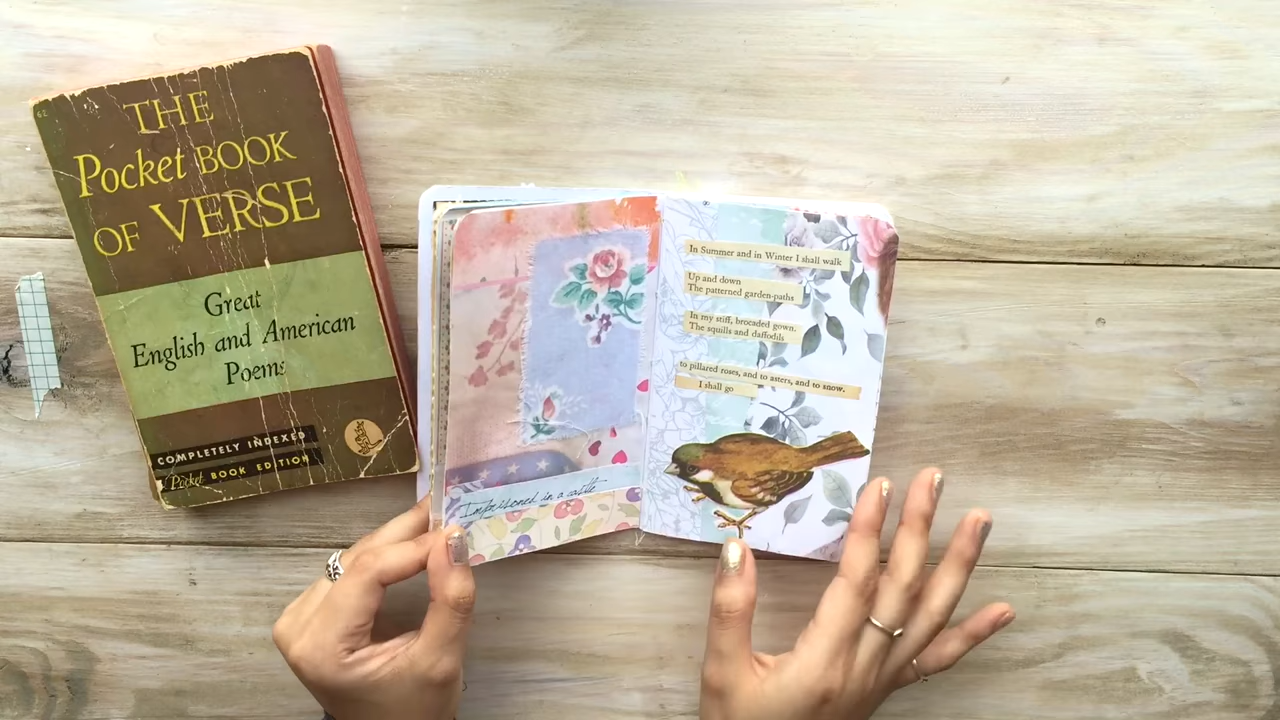 62
THE
Pocket BOOK
OF VERSE
Great
English and American
Poems
COMPLETELY INDEXED
A Pocket BOOK EDITION
In Summer and in Winter I shall walk
Up and down
The patterned garden-paths
In my stiff, brocaded gown.
The squills and daffodils
to pillared roses, and to asters, and to snow.
I shall go
Imprisoned in a castle